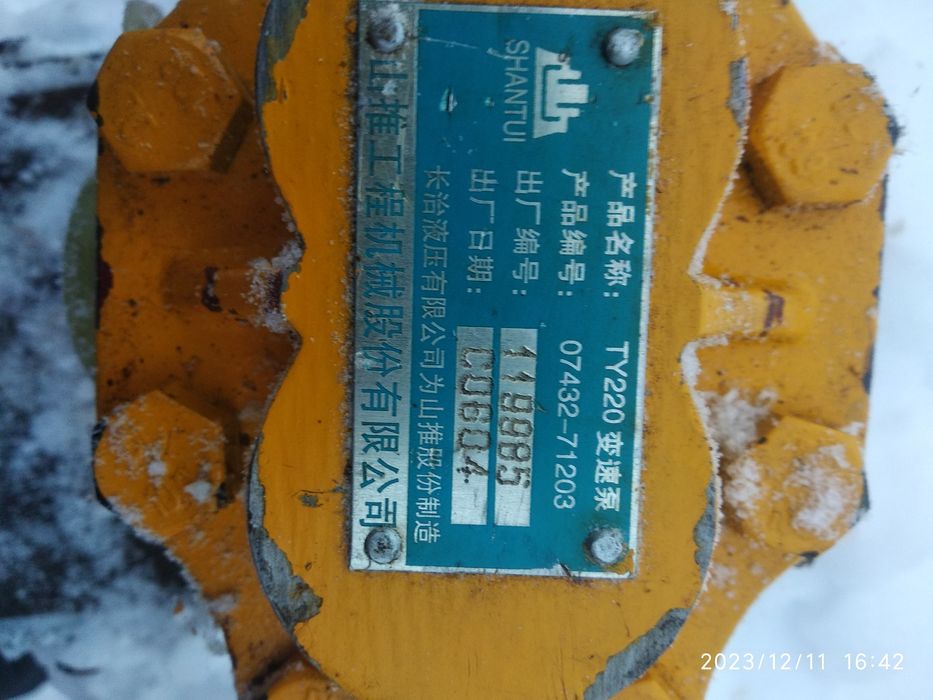 SHANTUI
产品名称: TY220 变速泵
产品编号: 07432-71203
出厂编号: 119985
出厂日期: C0604
长治液压有限公司为山推股份制造
山推工程机械股份有限公司
2023/12/11 16:42